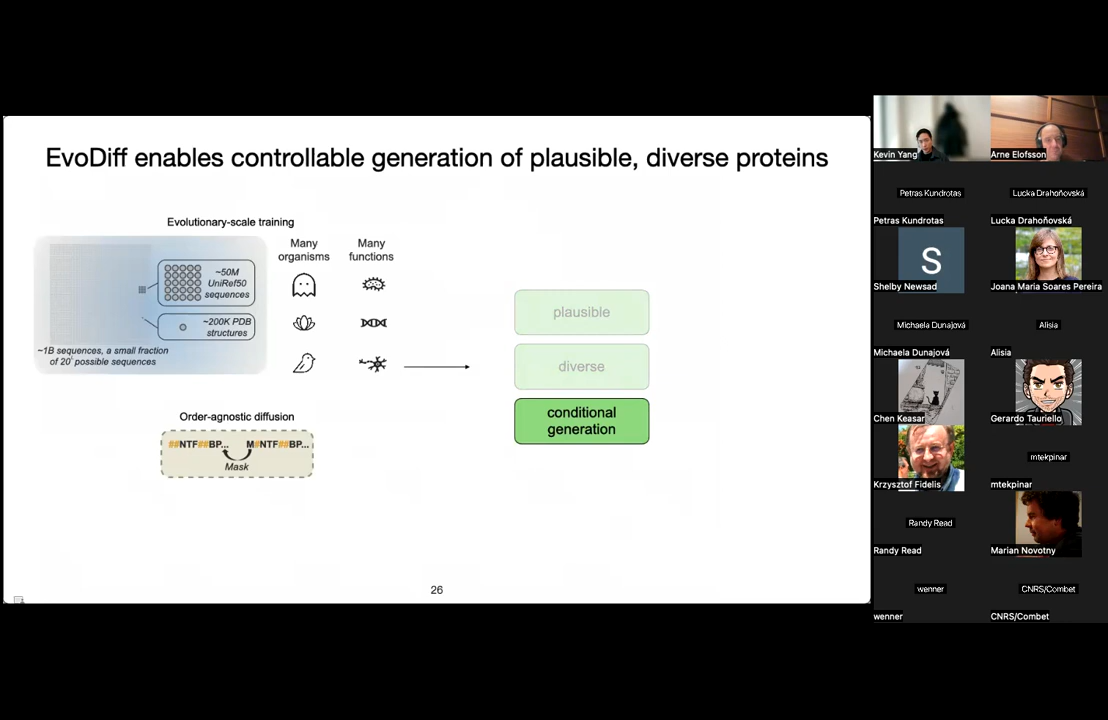 EvoDiff enables controllable generation of plausible, diverse proteins
Evolutionary-scale training
Many
organisms
Many
functions
~50M
UniRef50
sequences
~200K PDB
structures
~1B sequences, a small fraction
of 20 possible sequences
Order-agnostic diffusion
##NTF##BP...
M#NTF##BP...
Mask
plausible
diverse
conditional
generation
26
Kevin Yang
Arne Elofsson
Petras Kundrotas
Lucka Drahoňovská
Petras Kundrotas
Lucka Drahoňovská
S
Shelby Newsad
Joana Maria Soares Pereira
Michaela Dunajová
Alisia
Michaela Dunajová
Alisia
Chen Keasar
Gerardo Tauriello
mtekpinar
Krzysztof Fidelis
mtekpinar
Randy Read
Randy Read
Marian Novotny
wenner
CNRS/Combet
wenner
CNRS/Combet